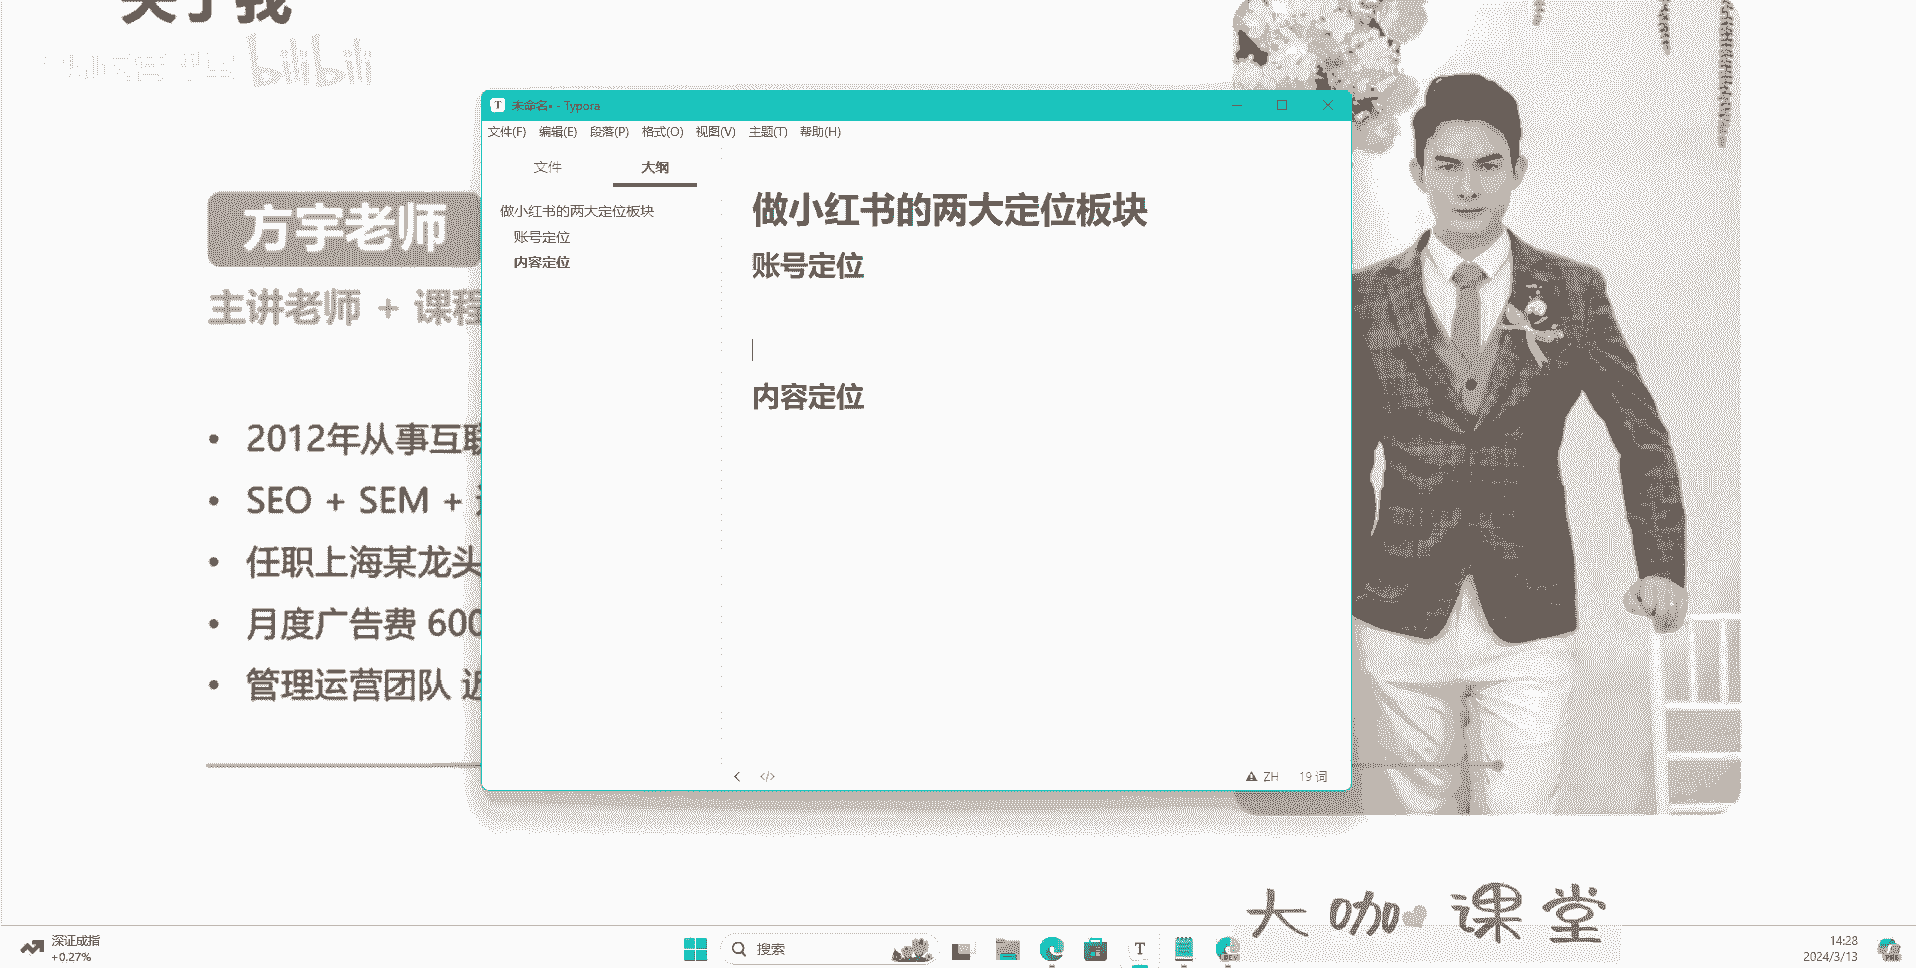 关于我
bilibili
方宇老师
主讲老师 + 课程
• 2012年从事互联
• SEO + SEM +
• 任职上海某龙头
• 月度广告费 600
• 管理运营团队 近
未命名• - Typora
文件(F) 编辑(E) 段落(P) 格式(O) 视图(V) 主题(T) 帮助(H)
文件 大纲
做小红书的两大定位板块
账号定位
内容定位
做小红书的两大定位板块
账号定位
内容定位
</>
ZH 19 词
大咖课堂
深证成指
+0.27%
搜索
T
DEV
14:28
2024/3/13
PRE